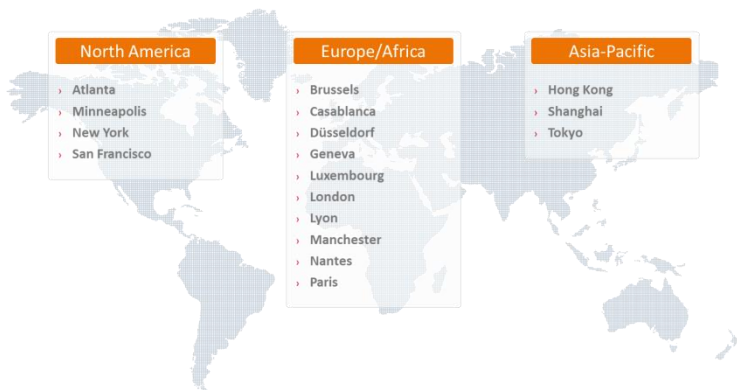 North America
› Atlanta
› Minneapolis
› New York
› San Francisco
Europe/Africa
› Brussels
› Casablanca
› Düsseldorf
› Geneva
› Luxembourg
› London
› Lyon
› Manchester
› Nantes
› Paris
Asia-Pacific
› Hong Kong
› Shanghai
› Tokyo